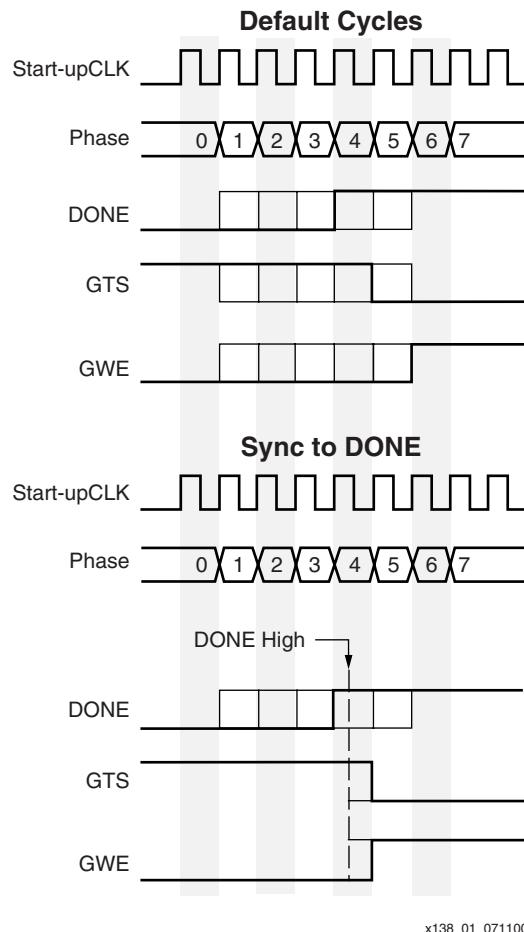 Default Cycles
Start-upCLK
Phase 0 1 2 3 4 5 6 7
DONE
GTS
GWE
Sync to DONE
Start-upCLK
Phase 0 1 2 3 4 5 6 7
DONE High
DONE
GTS
GWE
x138_01_071100